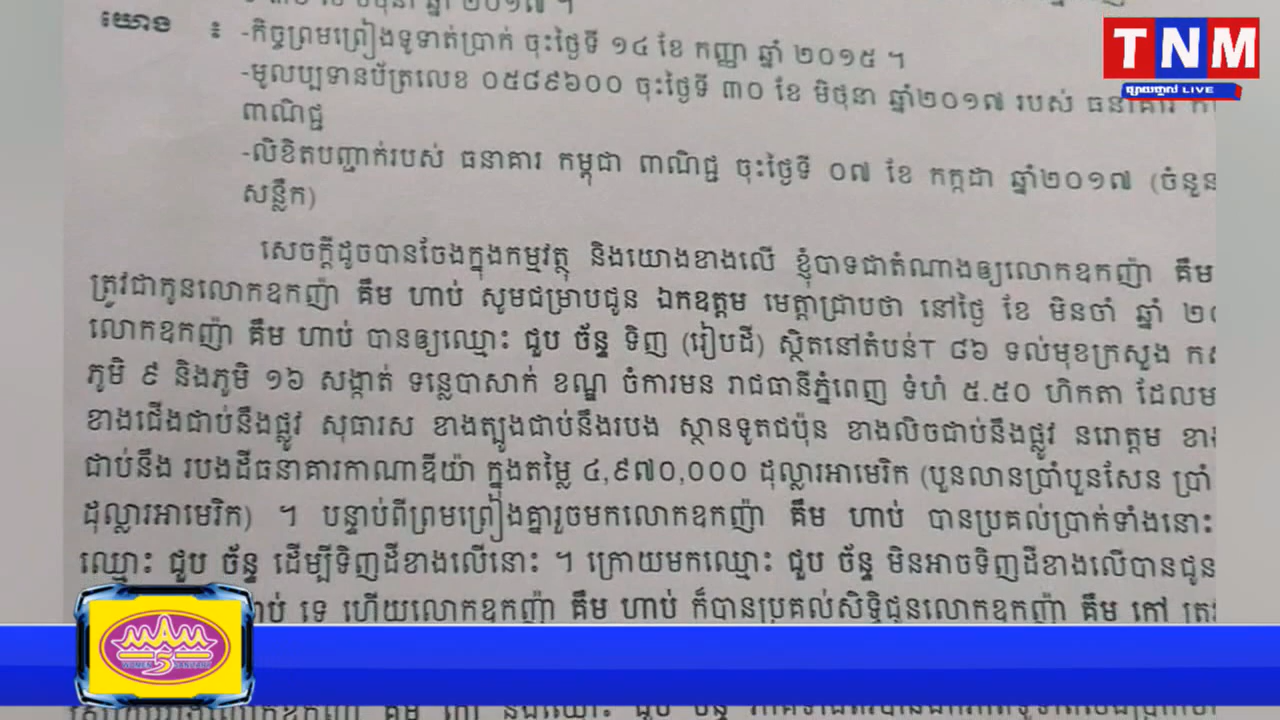 ឆ្នាំ ២០១៧ ។
យោង ៖ -កិច្ចព្រមព្រៀងទូទាត់ប្រាក់ ចុះថ្ងៃទី ១៤ ខែ កញ្ញា ឆ្នាំ ២០១៥ ។
-មូលប្បទានប័ត្រលេខ ០៥៨៩៦០០ ចុះថ្ងៃទី ៣០ ខែ មិថុនា ឆ្នាំ២០១៧ របស់ ធនាគារ
ពាណិជ្ជ
-លិខិតបញ្ជាក់របស់ ធនាគារ កម្ពុជា ពាណិជ្ជ ចុះថ្ងៃទី ០៧ ខែ កក្កដា ឆ្នាំ២០១៧ (ចំនួន
សន្លឹក)
សេចក្តីដូចបានចែងក្នុងកម្មវត្ថុ និងយោងខាងលើ ខ្ញុំបាទជាតំណាងឲ្យលោកឧកញ៉ា គឹម
ត្រូវជាកូនលោកឧកញ៉ា គឹម ហាប់ សូមជម្រាបជូន ឯកឧត្តម មេត្តាជ្រាបថា នៅថ្ងៃ ខែ មិនចាំ ឆ្នាំ
លោកឧកញ៉ា គឹម ហាប់ បានឲ្យឈ្មោះ ជួប ច័ន្ទ ទិញ (រៀបដី) ស្ថិតនៅតំបន់T ៨៦ ទល់មុខក្រសួង
ភូមិ ៩ និងភូមិ ១៦ សង្កាត់ ទន្លេបាសាក់ ខណ្ឌ ចំការមន រាជធានីភ្នំពេញ ទំហំ ៥.៥០ ហិកតា ដែលម
ខាងជើងជាប់នឹងផ្លូវ សុធារស ខាងត្បូងជាប់នឹងរបង ស្ថានទូតជប៉ុន ខាងលិចជាប់នឹងផ្លូវ នរោត្តម ខាង
ជាប់នឹង របងដីធនាគារកាណាឌីយ៉ា ក្នុងតម្លៃ ៤,៩៧០,០០០ ដុល្លារអាមេរិក (បួនលានប្រាំបួនសែន ប្រាំ
ដុល្លារអាមេរិក) ។ បន្ទាប់ពីព្រមព្រៀងគ្នារួចមកលោកឧកញ៉ា គឹម ហាប់ បានប្រគល់ប្រាក់ទាំងនោះ
ឈ្មោះ ជួប ច័ន្ទ ដើម្បីទិញដីខាងលើនោះ ។ ក្រោយមកឈ្មោះ ជួប ច័ន្ទ មិនអាចទិញដីខាងលើបានជូន
ទេ ហើយលោកឧកញ៉ា គឹម ហាប់ ក៏បានប្រគល់សិទ្ធិជូនលោកឧកញ៉ា គឹម កៅ
TNM
ផ្សាយផ្ទាល់ LIVE
WOMEN 5 JANUARY